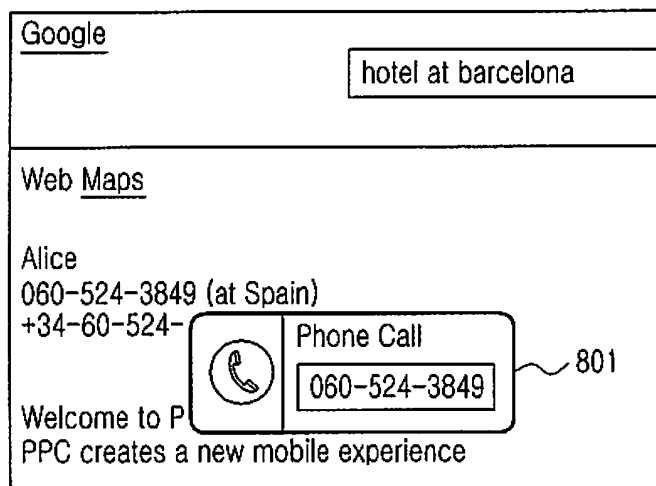 Google
hotel at barcelona
Web Maps
Alice
060-524-3849 (at Spain)
+34-60-524-
Phone Call
060-524-3849
801
Welcome to P
PPC creates a new mobile experience